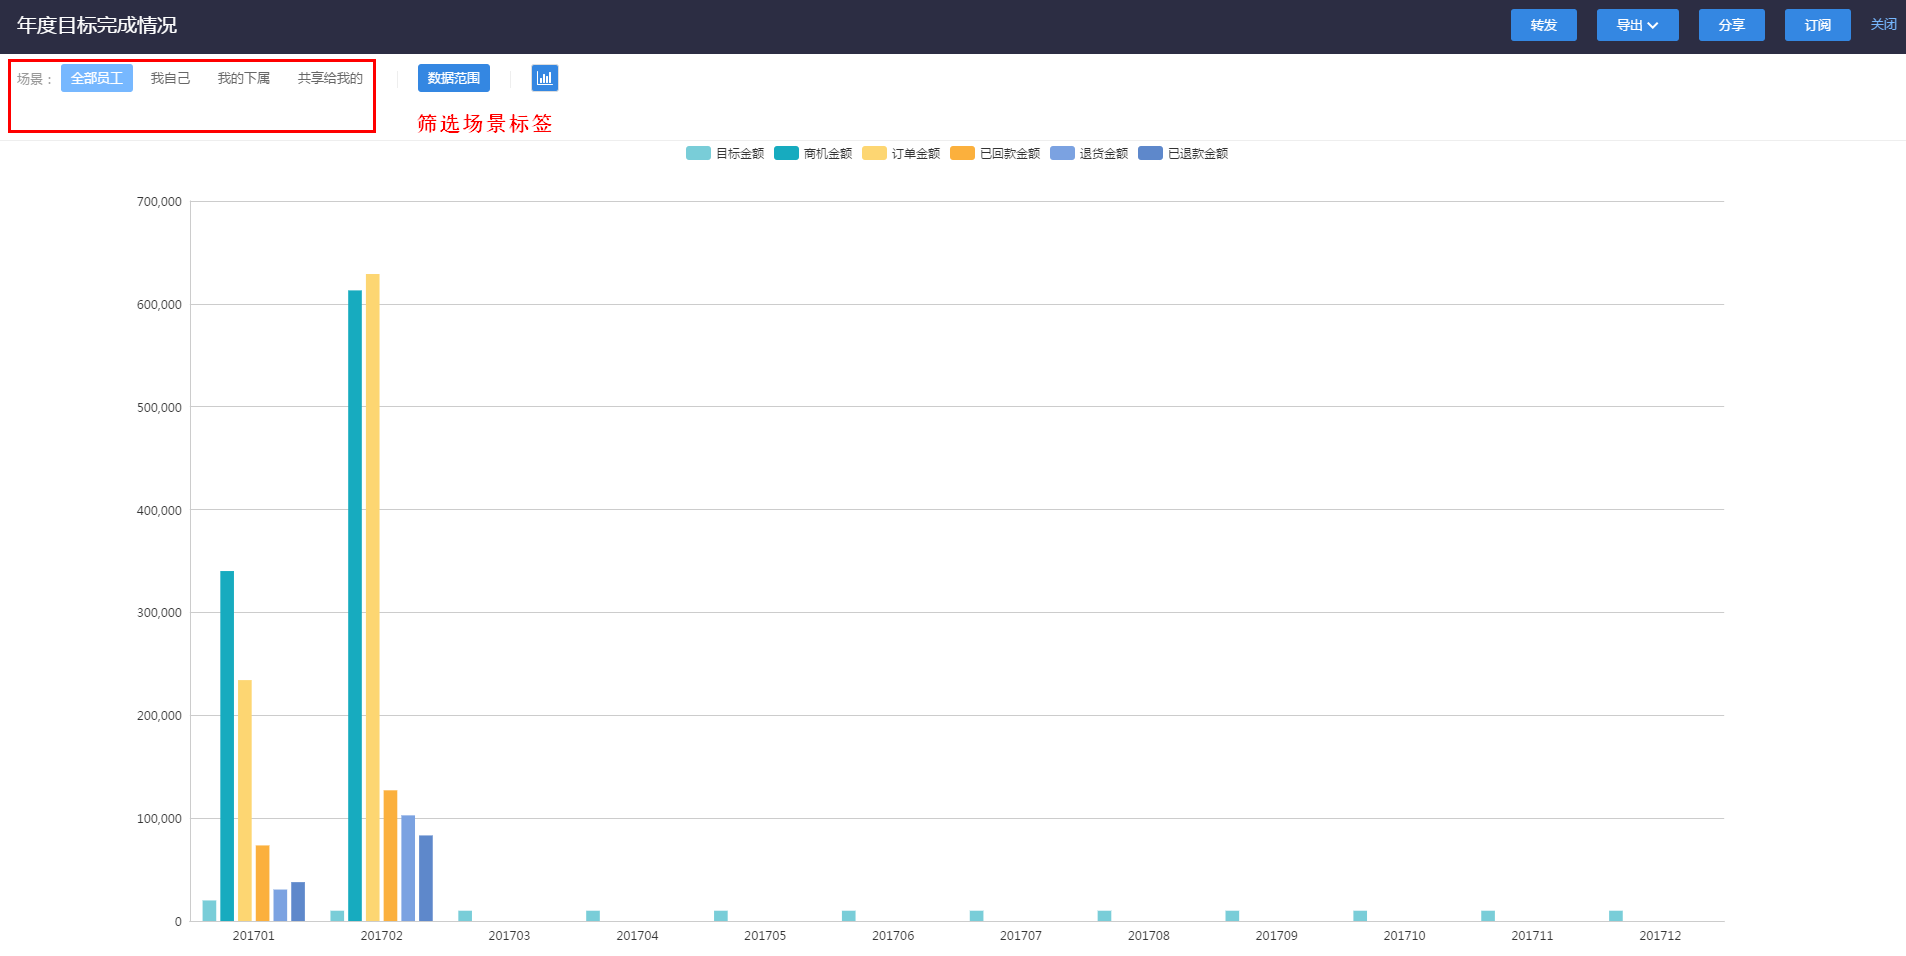 年度目标完成情况
转发 导出 分享 订阅 关闭
场景： 全部员工 我自己 我的下属 共享给我的 数据范围
筛选场景标签
目标金额 商机金额 订单金额 已回款金额 退货金额 已退款金额
700,000
600,000
500,000
400,000
300,000
200,000
100,000
0
201701 201702 201703 201704 201705 201706 201707 201708 201709 201710 201711 201712